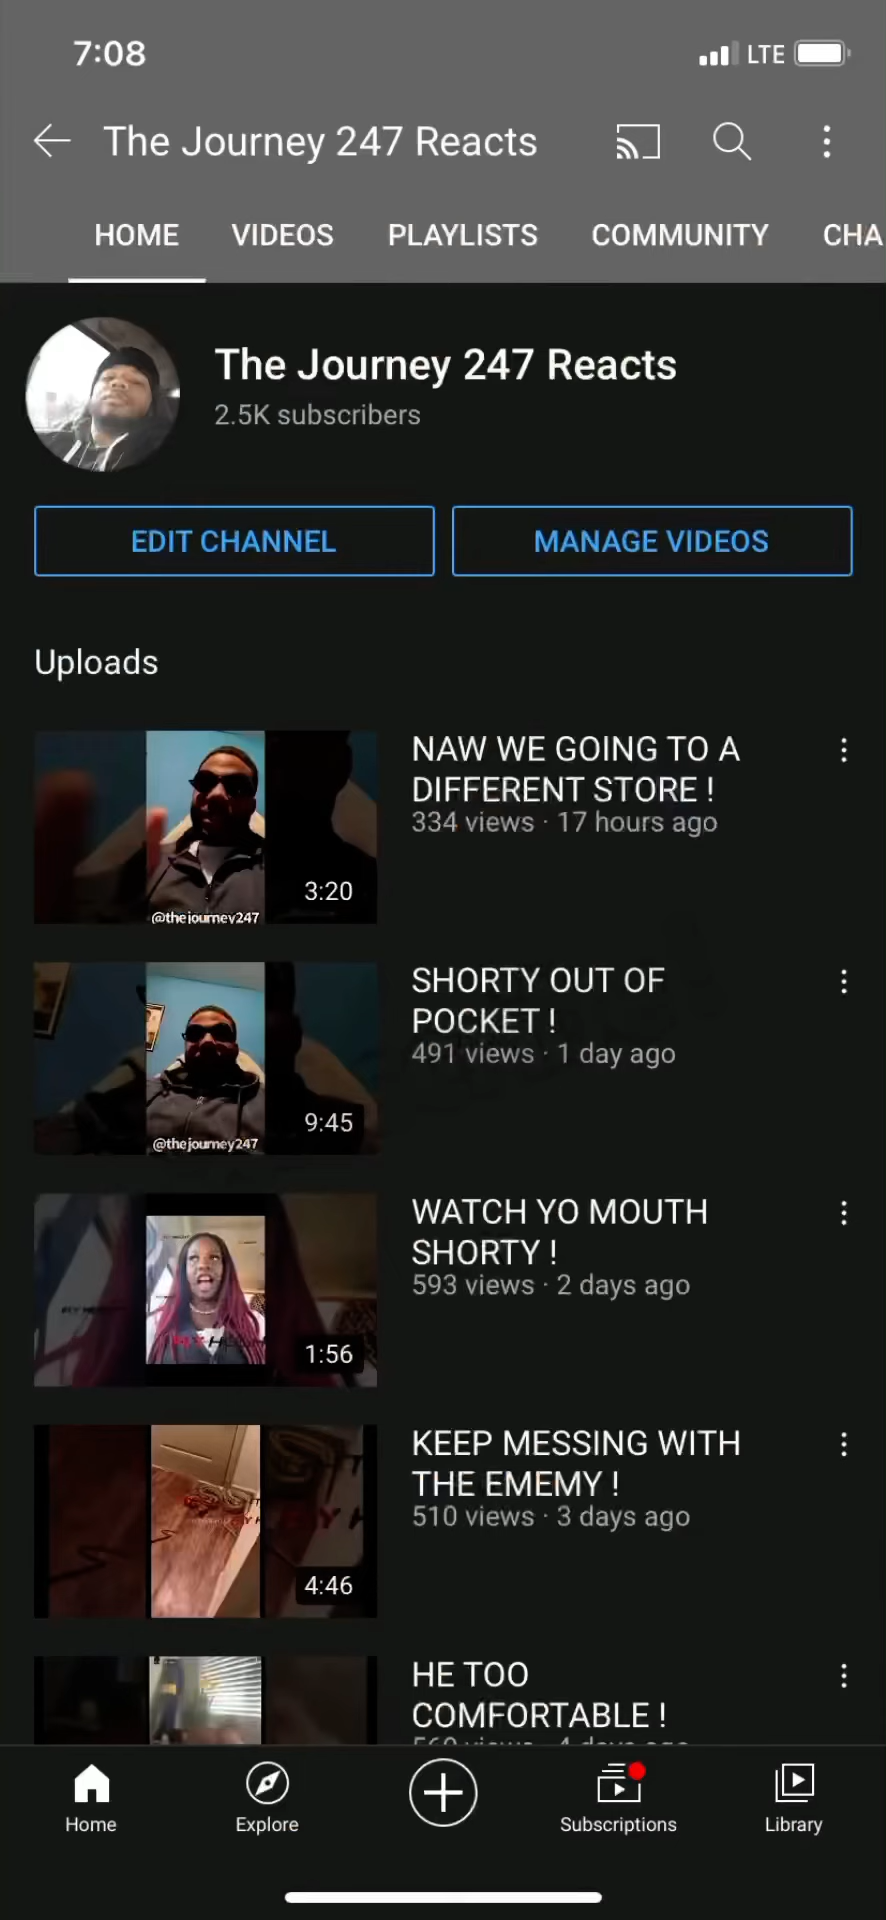 7:08
LTE
The Journey 247 Reacts
HOME VIDEOS PLAYLISTS COMMUNITY CHA
The Journey 247 Reacts
2.5K subscribers
EDIT CHANNEL MANAGE VIDEOS
Uploads
NAW WE GOING TO A
DIFFERENT STORE !
334 views · 17 hours ago
3:20
@thejourney247
SHORTY OUT OF
POCKET !
491 views · 1 day ago
9:45
@thejourney247
WATCH YO MOUTH
SHORTY !
593 views · 2 days ago
1:56
KEEP MESSING WITH
THE EMEMY !
510 views · 3 days ago
4:46
HE TOO
COMFORTABLE !
Home Explore Subscriptions Library